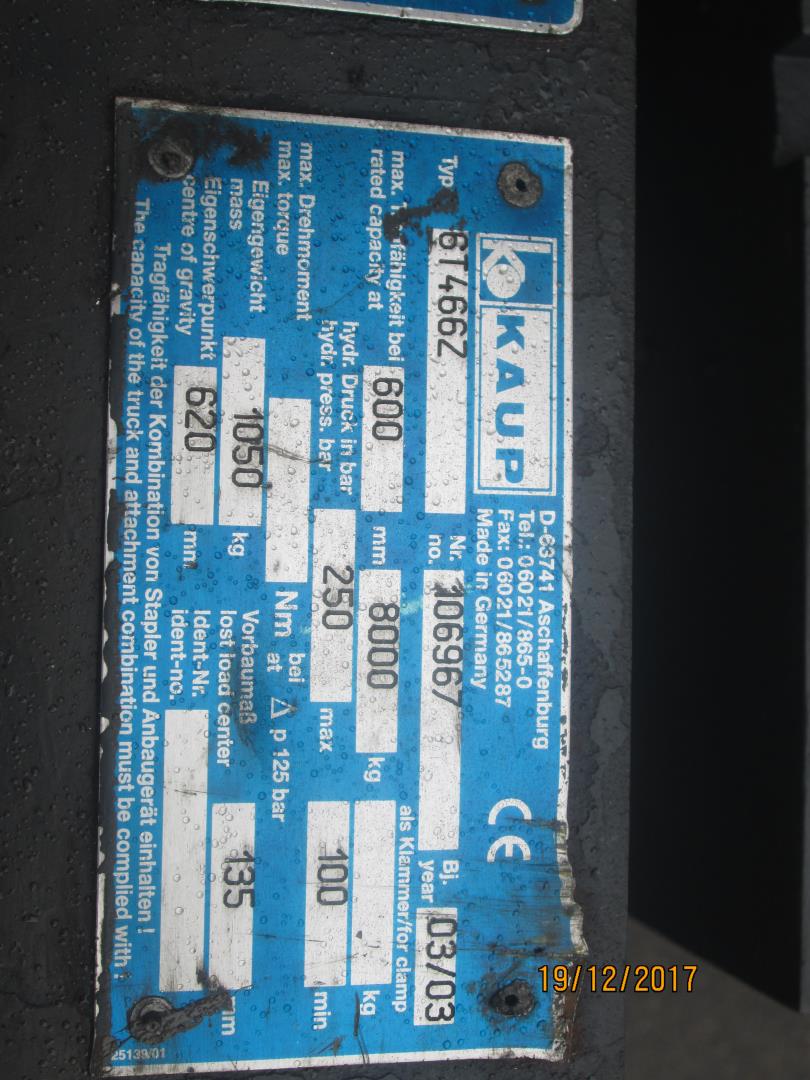 KAUP
D-63741 Aschaffenburg
Tel.: 06021/865-0
Fax: 06021/865287
Made in Germany
CE
Typ 6T466Z Nr. no. 106967 Bj. year 03/03
max. bei
rated capacity at 600 mm 8000 kg als Klammer/for clamp kg
hydr. Druck in bar
hydr. press. bar 250 max 100 min
max. Drehmoment
max. torque Nm bei at Δ p 125 bar
Eigengewicht
mass 1050 kg Vorbaumaß
lost load center 135 mm
Eigenschwerpunkt
centre of gravity 620 mm Ident-Nr.
ident-no.
Tragfähigkeit der Kombination von Stapler und Anbaugerät einhalten!
The capacity of the truck and attachment combination must be complied with!
25139/01
19/12/2017